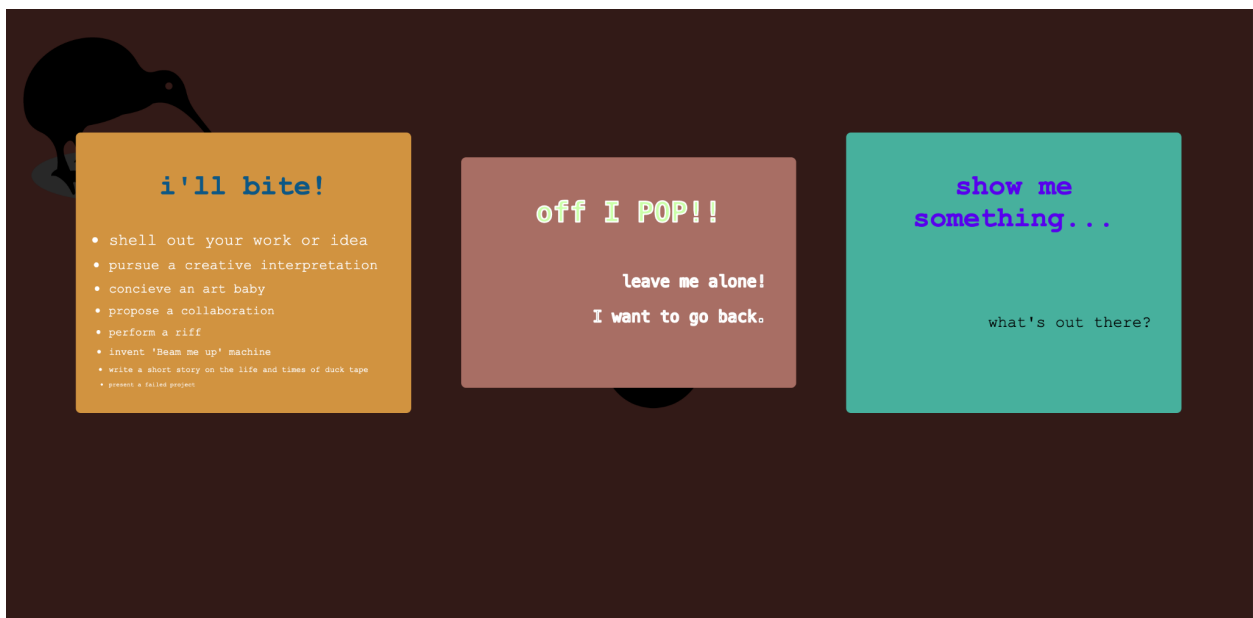 i'll bite!
shell out your work or idea
pursue a creative interpretation
concieve an art baby
propose a collaboration
perform a riff
invent 'Beam me up' machine
write a short story on the life and times of duck tape
present a failed project
off I POP!!
leave me alone!
I want to go back.
show me
something...
what's out there?